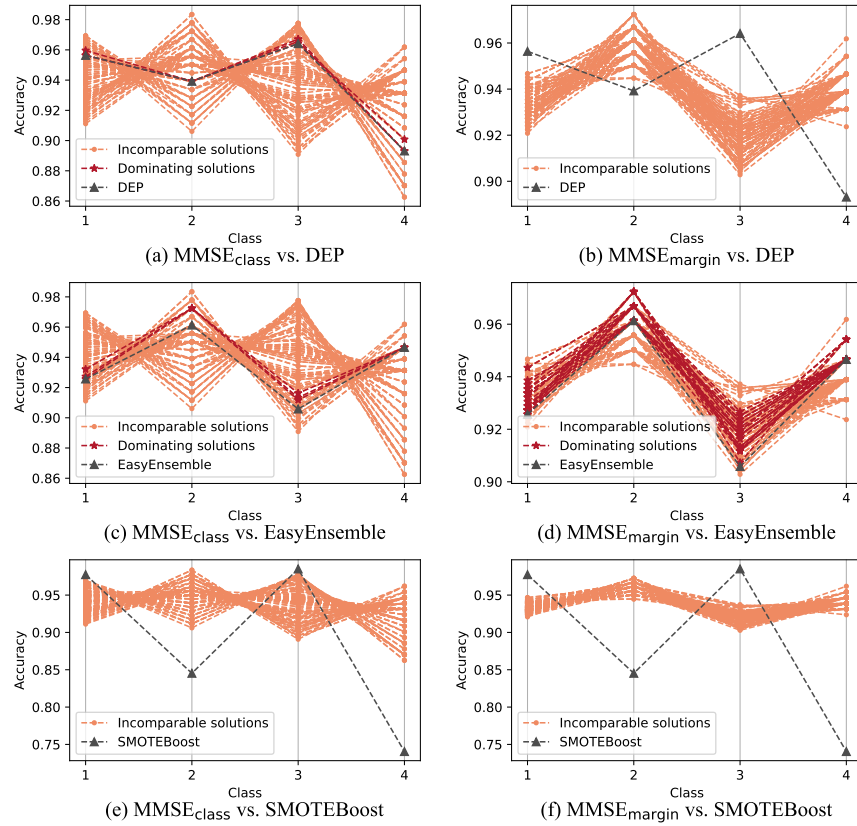 0.98
0.96
0.94
0.92
0.90
0.88
0.86
Accuracy
Incomparable solutions
Dominating solutions
DEP
1 2 3 4
Class
(a) MMSE_class vs. DEP
0.96
0.94
0.92
0.90
Accuracy
Incomparable solutions
DEP
1 2 3 4
Class
(b) MMSE_margin vs. DEP
0.98
0.96
0.94
0.92
0.90
0.88
0.86
Accuracy
Incomparable solutions
Dominating solutions
EasyEnsemble
1 2 3 4
Class
(c) MMSE_class vs. EasyEnsemble
0.96
0.94
0.92
0.90
Accuracy
Incomparable solutions
Dominating solutions
EasyEnsemble
1 2 3 4
Class
(d) MMSE_margin vs. EasyEnsemble
0.95
0.90
0.85
0.80
0.75
Accuracy
Incomparable solutions
SMOTEBoost
1 2 3 4
Class
(e) MMSE_class vs. SMOTEBoost
0.95
0.90
0.85
0.80
0.75
Accuracy
Incomparable solutions
SMOTEBoost
1 2 3 4
Class
(f) MMSE_margin vs. SMOTEBoost